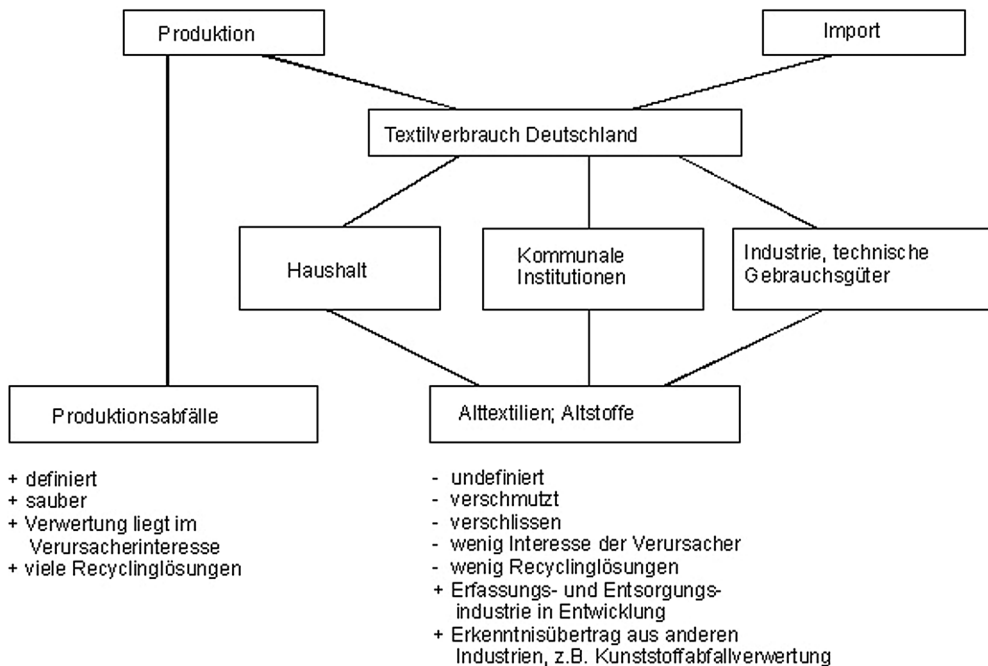 Produktion
Import
Textilverbrauch Deutschland
Haushalt
Kommunale
Institutionen
Industrie, technische
Gebrauchsgüter
Produktionsabfälle
Alttextilien; Altstoffe
+ definiert
+ sauber
+ Verwertung liegt im
Verursacherinteresse
+ viele Recyclinglösungen
- undefiniert
- verschmutzt
- verschlissen
- wenig Interesse der Verursacher
- wenig Recyclinglösungen
+ Erfassungs- und Entsorgungs-
industrie in Entwicklung
+ Erkenntnisübertrag aus anderen
Industrien, z.B. Kunststoffabfallverwertung